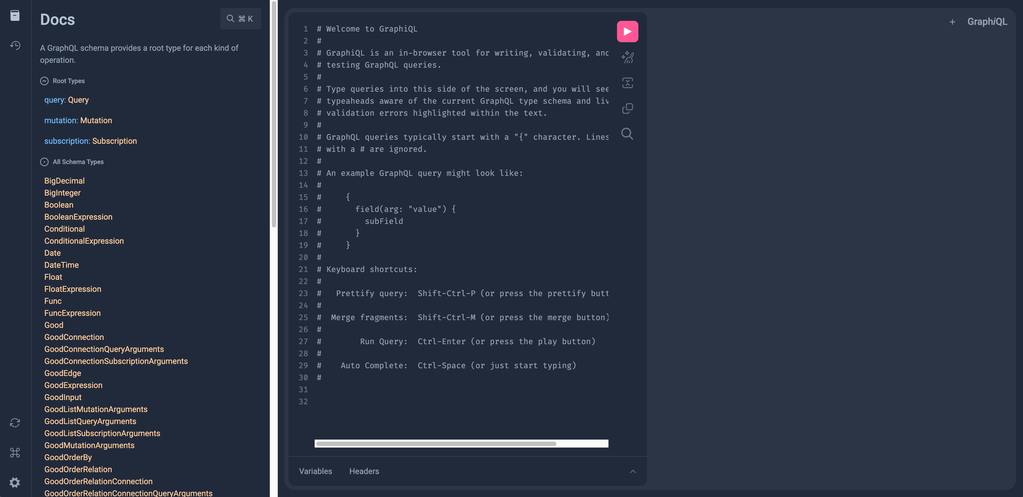 Docs
⌘ K
A GraphQL schema provides a root type for each kind of
operation.
Root Types
query: Query
mutation: Mutation
subscription: Subscription
All Schema Types
BigDecimal
BigInteger
Boolean
BooleanExpression
Conditional
ConditionalExpression
Date
DateTime
Float
FloatExpression
Func
FuncExpression
Good
GoodConnection
GoodConnectionQueryArguments
GoodConnectionSubscriptionArguments
GoodEdge
GoodExpression
GoodInput
GoodListMutationArguments
GoodListQueryArguments
GoodListSubscriptionArguments
GoodMutationArguments
GoodOrderBy
GoodOrderRelation
GoodOrderRelationConnection
GoodOrderRelationConnectionQueryArguments
1 # Welcome to GraphiQL
2 #
3 # GraphiQL is an in-browser tool for writing, validating, and
4 # testing GraphQL queries.
5 #
6 # Type queries into this side of the screen, and you will see
7 # typeaheads aware of the current GraphQL type schema and liv
8 # validation errors highlighted within the text.
9 #
10 # GraphQL queries typically start with a "{" character. Lines
11 # with a # are ignored.
12 #
13 # An example GraphQL query might look like:
14 #
15 #     {
16 #       field(arg: "value") {
17 #         subField
18 #       }
19 #     }
20 #
21 # Keyboard shortcuts:
22 #
23 #   Prettify query:  Shift-Ctrl-P (or press the prettify butt
24 #
25 #  Merge fragments:  Shift-Ctrl-M (or press the merge button)
26 #
27 #        Run Query:  Ctrl-Enter (or press the play button)
28 #
29 #    Auto Complete:  Ctrl-Space (or just start typing)
30 #
31
32
Variables Headers
+ GraphiQL